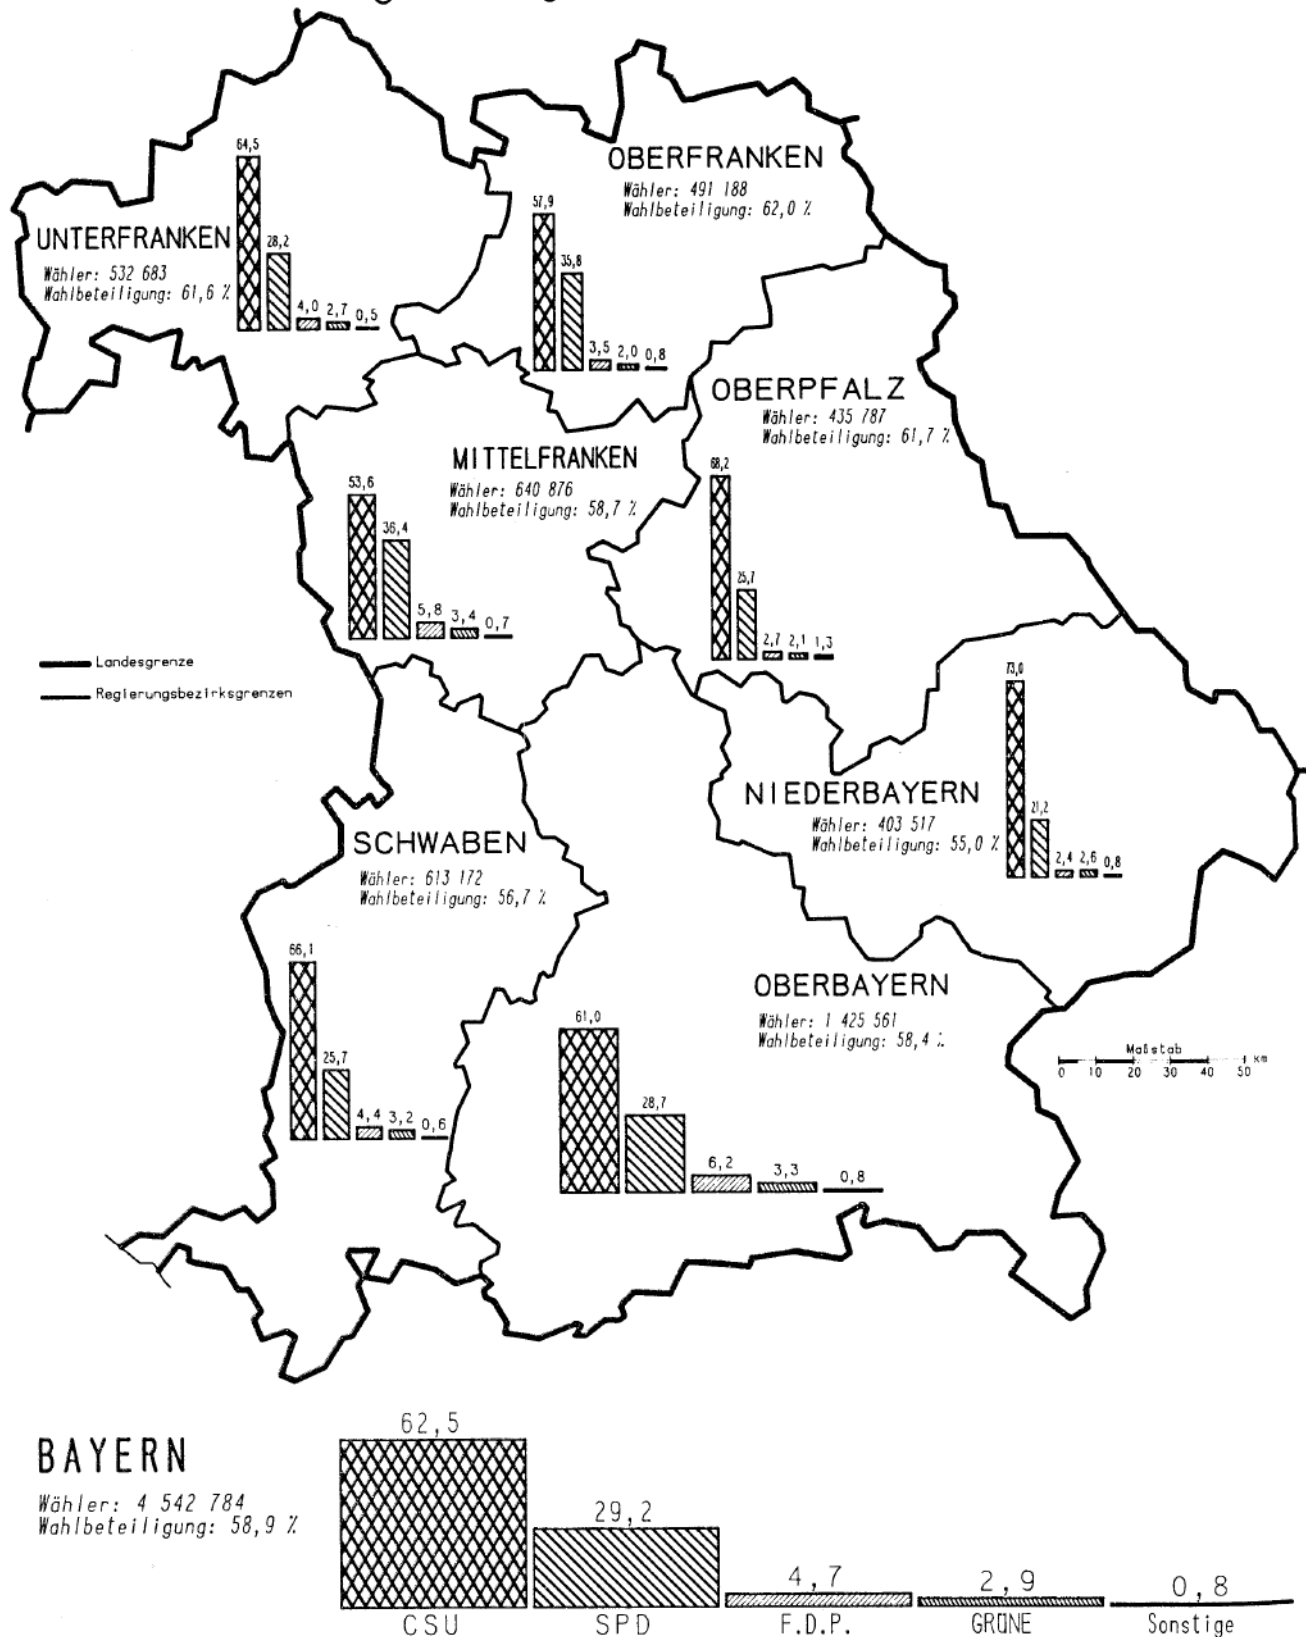 64,5
28,2
4,0 2,7 0,5
UNTERFRANKEN
Wähler: 532 683
Wahlbeteiligung: 61,6 %
OBERFRANKEN
Wähler: 491 188
Wahlbeteiligung: 62,0 %
57,9
35,8
3,5 2,0 0,8
OBERPFALZ
Wähler: 435 787
Wahlbeteiligung: 61,7 %
68,2
25,7
2,7 2,1 1,3
MITTELFRANKEN
Wähler: 640 876
Wahlbeteiligung: 58,7 %
53,6
36,4
5,8 3,4 0,7
Landesgrenze
Regierungsbezirksgrenzen
73,0
21,2
2,4 2,6 0,8
NIEDERBAYERN
Wähler: 403 517
Wahlbeteiligung: 55,0 %
SCHWABEN
Wähler: 613 172
Wahlbeteiligung: 56,7 %
66,1
25,7
4,4 3,2 0,6
OBERBAYERN
Wähler: 1 425 561
Wahlbeteiligung: 58,4 %
61,0
28,7
6,2 3,3 0,8
Maßstab
0 10 20 30 40 50 km
BAYERN
Wähler: 4 542 784
Wahlbeteiligung: 58,9 %
62,5
29,2
4,7 2,9 0,8
CSU SPD F.D.P. GRÜNE Sonstige